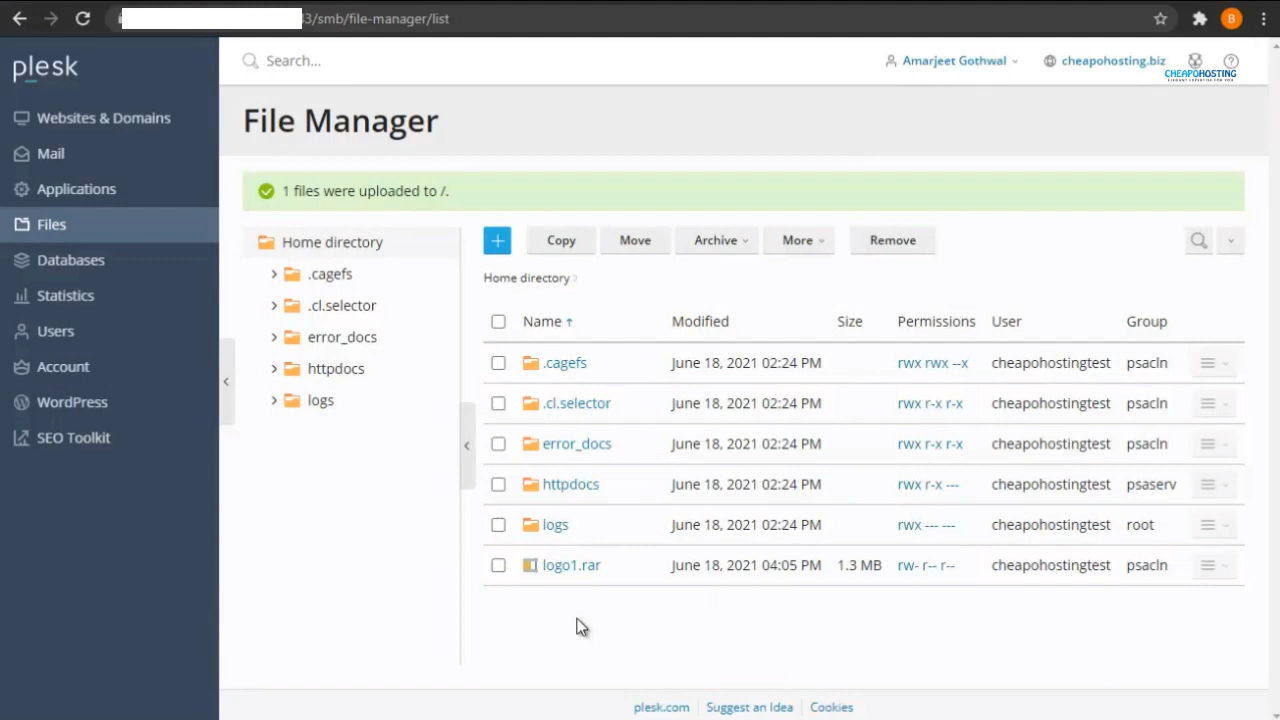 3/smb/file-manager/list
B
plesk
Search...
Amarjeet Gothwal
cheapohosting.biz
CHEAPOHOSTING
ELEGANT EXPERTISE FOR YOU
Websites & Domains
Mail
Applications
Files
Databases
Statistics
Users
Account
WordPress
SEO Toolkit
File Manager
1 files were uploaded to /.
Home directory
.cagefs
.cl.selector
error_docs
httpdocs
logs
+ Copy Move Archive More Remove
Home directory
Name ↑ Modified Size Permissions User Group
.cagefs June 18, 2021 02:24 PM rwx rwx --x cheapohostingtest psacln
.cl.selector June 18, 2021 02:24 PM rwx r-x r-x cheapohostingtest psacln
error_docs June 18, 2021 02:24 PM rwx r-x r-x cheapohostingtest psacln
httpdocs June 18, 2021 02:24 PM rwx r-x --- cheapohostingtest psaserv
logs June 18, 2021 02:24 PM rwx --- --- cheapohostingtest root
logo1.rar June 18, 2021 04:05 PM 1.3 MB rw- r-- r-- cheapohostingtest psacln
plesk.com Suggest an Idea Cookies